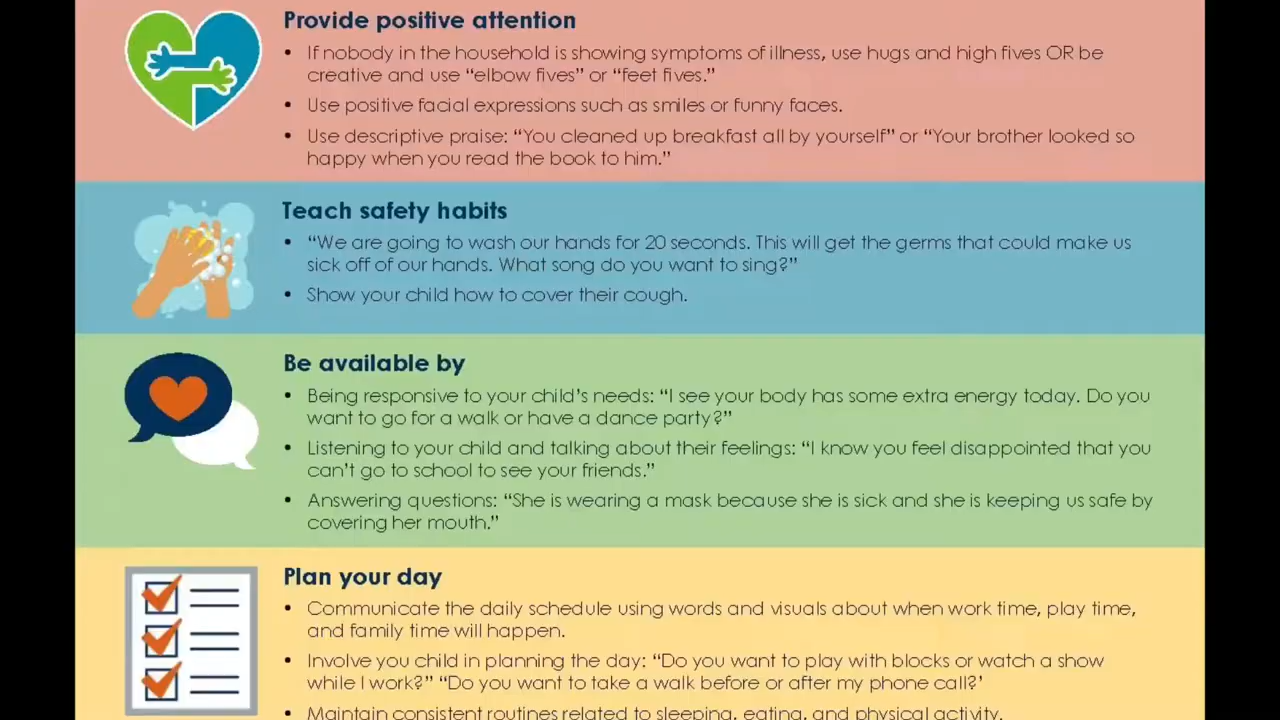 Provide positive attention
• If nobody in the household is showing symptoms of illness, use hugs and high fives OR be
creative and use “elbow fives” or “feet fives.”
• Use positive facial expressions such as smiles or funny faces.
• Use descriptive praise: “You cleaned up breakfast all by yourself” or “Your brother looked so
happy when you read the book to him.”
Teach safety habits
• “We are going to wash our hands for 20 seconds. This will get the germs that could make us
sick off of our hands. What song do you want to sing?”
• Show your child how to cover their cough.
Be available by
• Being responsive to your child’s needs: “I see your body has some extra energy today. Do you
want to go for a walk or have a dance party?”
• Listening to your child and talking about their feelings: “I know you feel disappointed that you
can’t go to school to see your friends.”
• Answering questions: “She is wearing a mask because she is sick and she is keeping us safe by
covering her mouth.”
Plan your day
• Communicate the daily schedule using words and visuals about when work time, play time,
and family time will happen.
• Involve you child in planning the day: “Do you want to play with blocks or watch a show
while I work?” “Do you want to take a walk before or after my phone call?’
• Maintain consistent routines related to sleeping, eating, and physical activity.